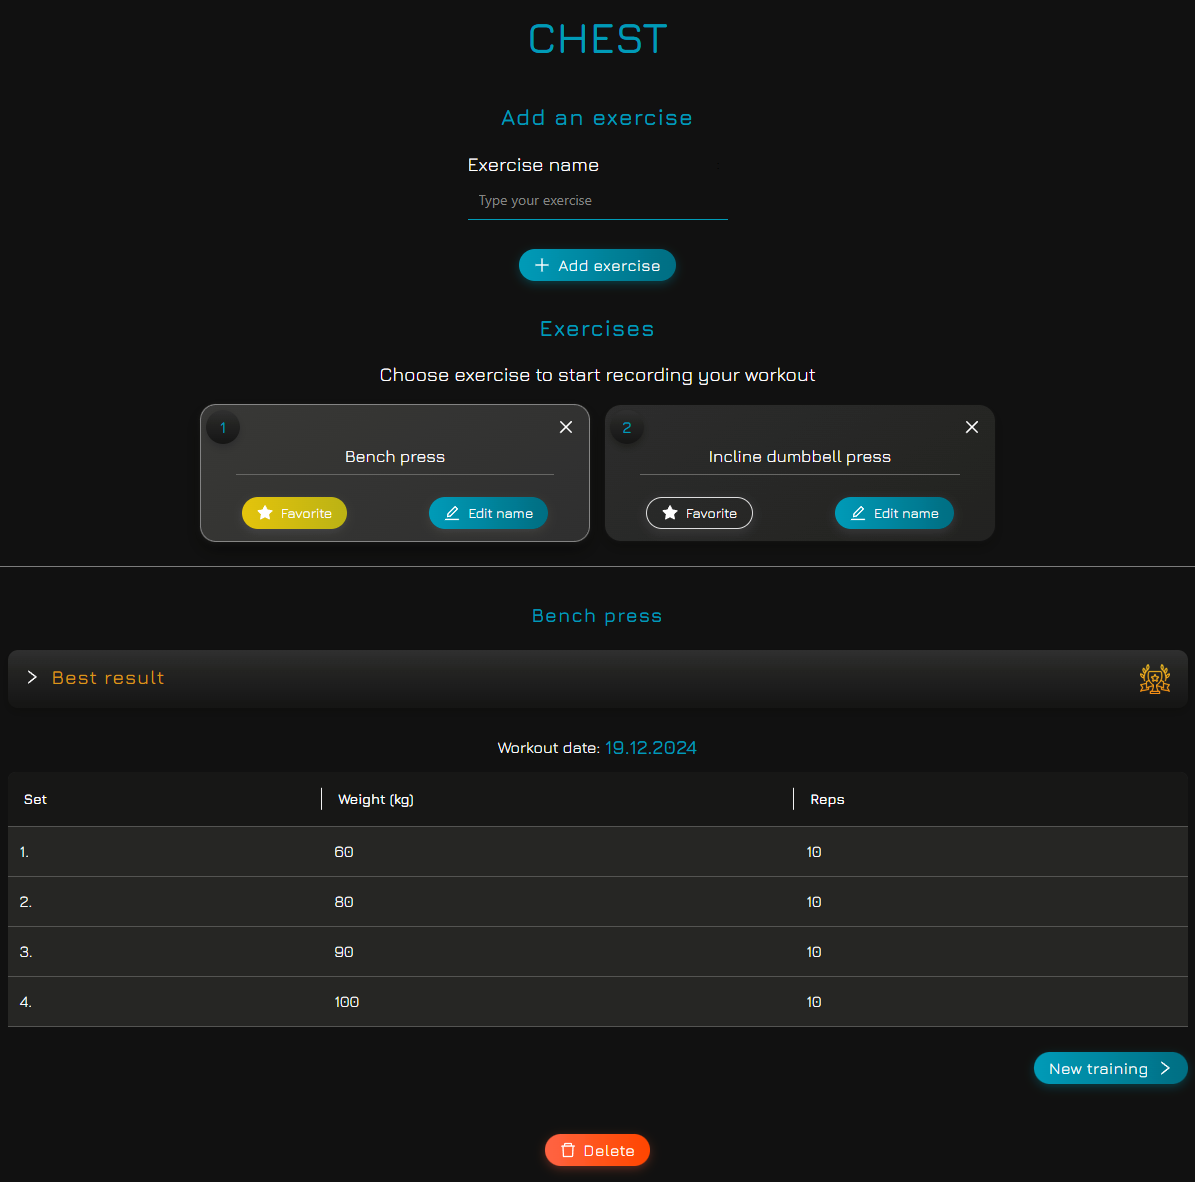 CHEST
Add an exercise
Exercise name
Type your exercise
Add exercise
Exercises
Choose exercise to start recording your workout
1
Bench press
Favorite Edit name
2
Incline dumbbell press
Favorite Edit name
Bench press
Best result
Workout date: 19.12.2024
Set Weight (kg) Reps
1. 60 10
2. 80 10
3. 90 10
4. 100 10
New training
Delete